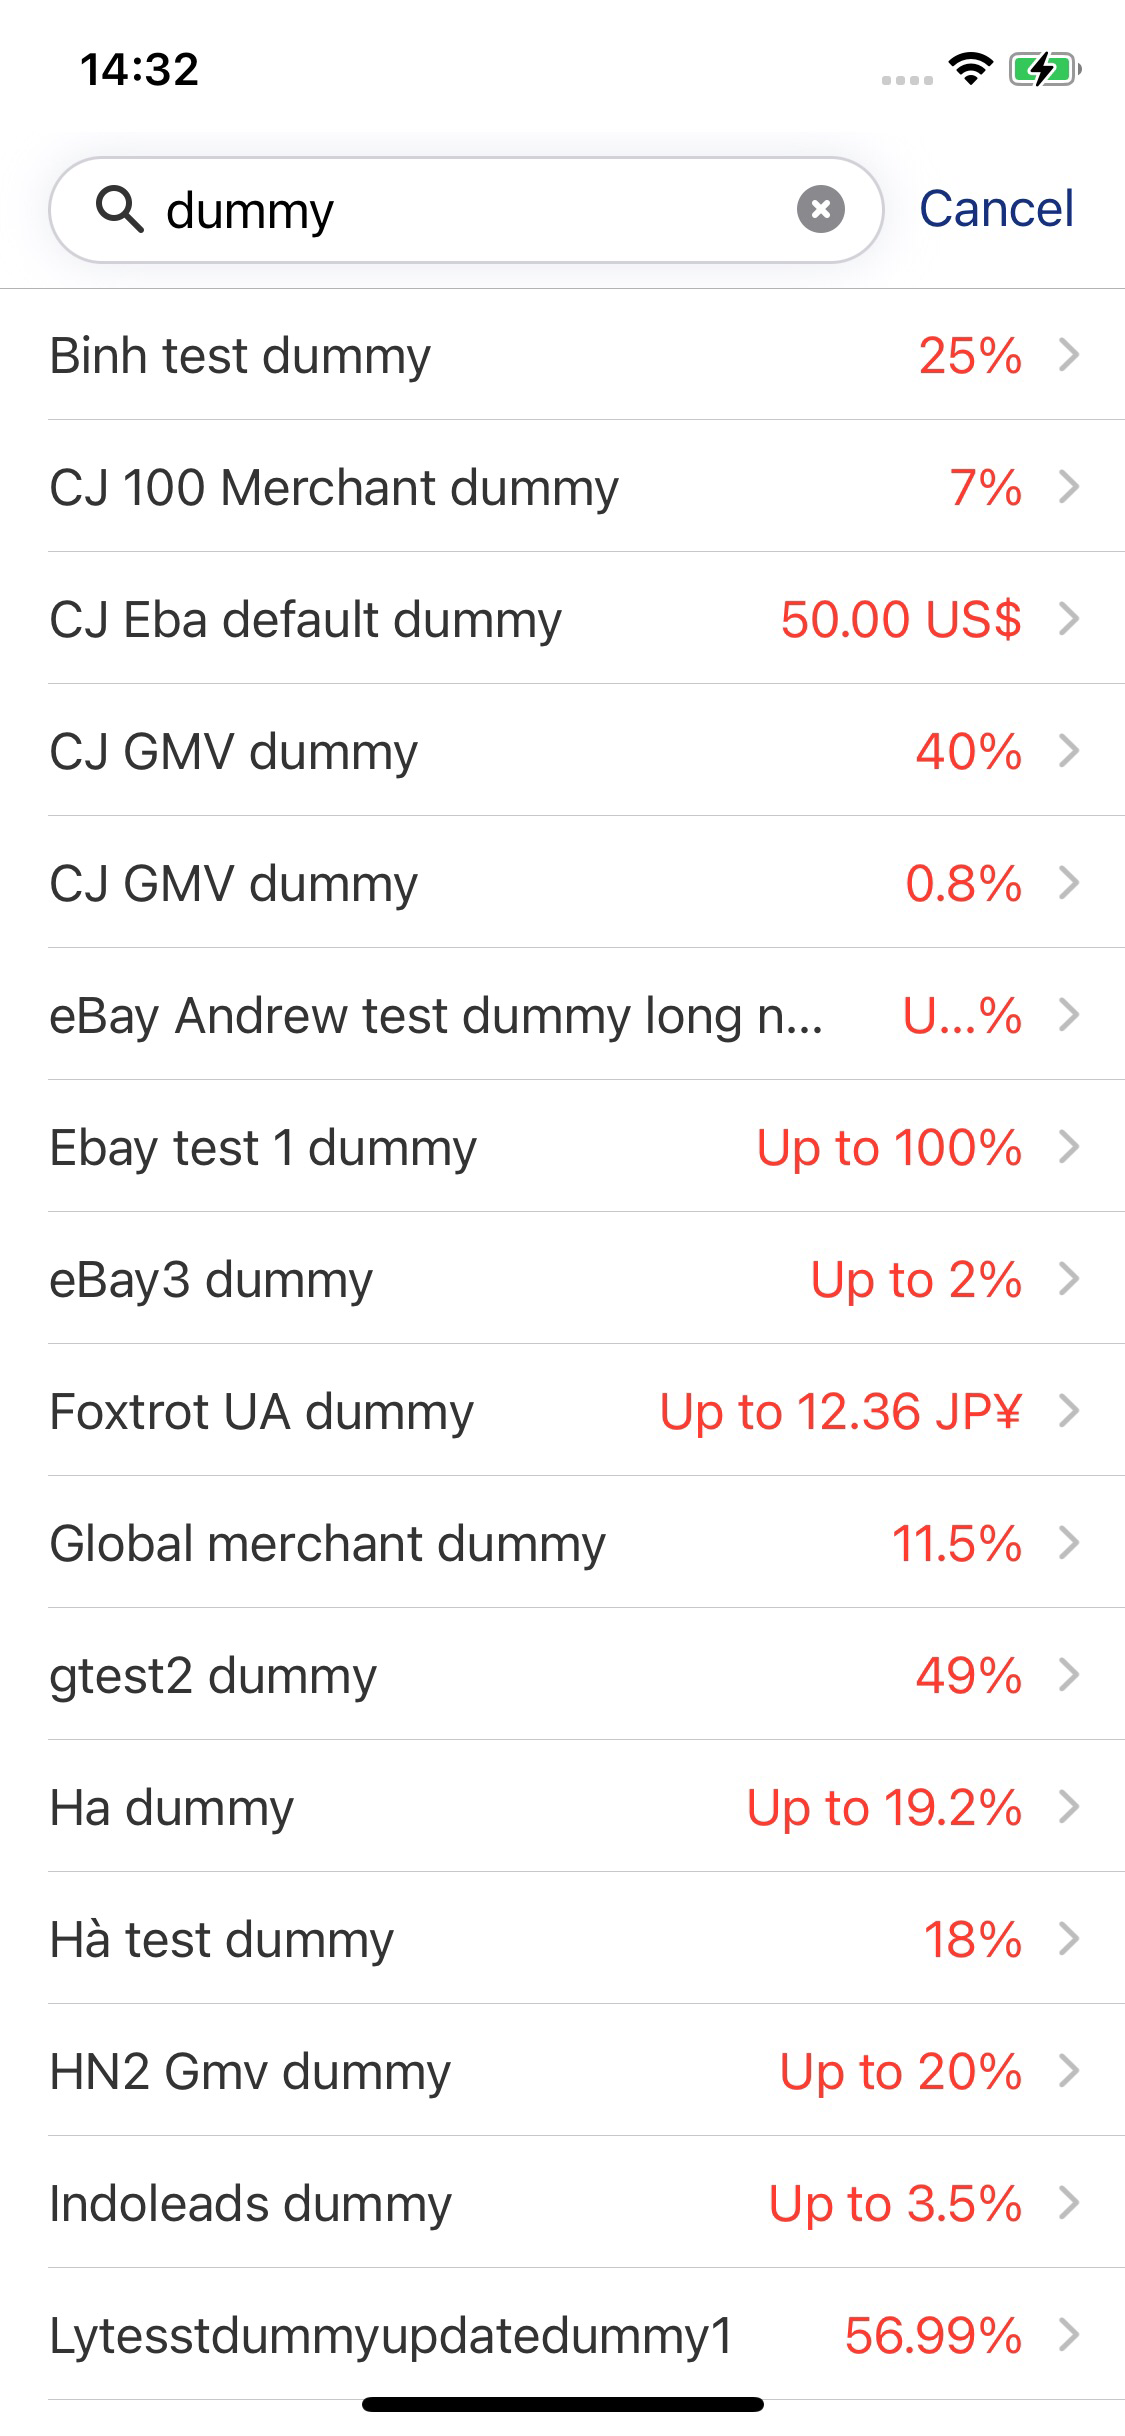 14:32
dummy
Cancel
Binh test dummy 25%
CJ 100 Merchant dummy 7%
CJ Eba default dummy 50.00 US$
CJ GMV dummy 40%
CJ GMV dummy 0.8%
eBay Andrew test dummy long n... U...%
Ebay test 1 dummy Up to 100%
eBay3 dummy Up to 2%
Foxtrot UA dummy Up to 12.36 JP¥
Global merchant dummy 11.5%
gtest2 dummy 49%
Ha dummy Up to 19.2%
Hà test dummy 18%
HN2 Gmv dummy Up to 20%
Indoleads dummy Up to 3.5%
Lytesstdummyupdatedummy1 56.99%